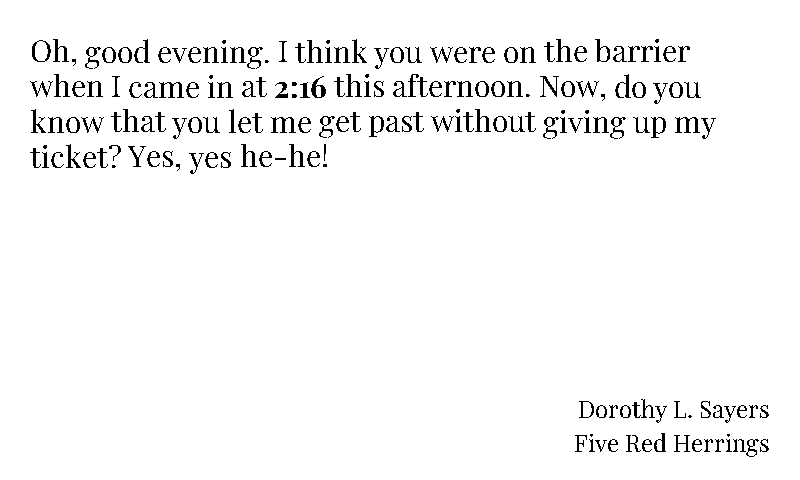 Oh, good evening. I think you were on the barrier
when I came in at 2:16 this afternoon. Now, do you
know that you let me get past without giving up my
ticket? Yes, yes he-he!
Dorothy L. Sayers
Five Red Herrings